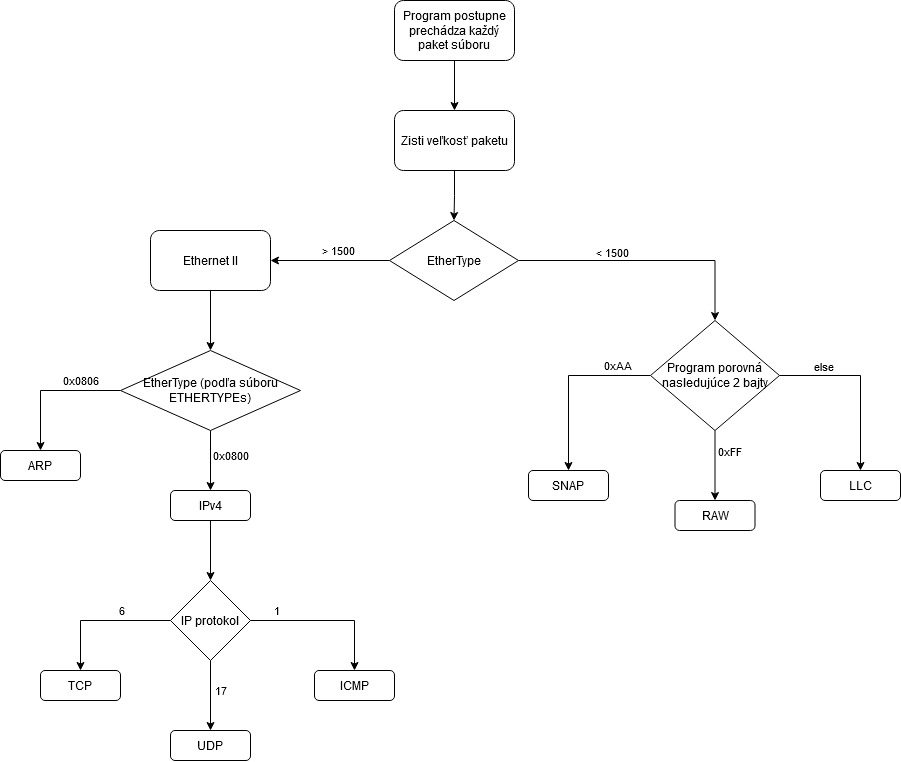 Program postupne
prechádza každý
paket súboru
Zisti veľkosť paketu
EtherType
> 1500
< 1500
Ethernet II
EtherType (podľa súboru
ETHERTYPEs)
0x0806
0x0800
ARP
IPv4
IP protokol
6
1
17
TCP
ICMP
UDP
Program porovná
nasledujúce 2 bajty
0xAA
else
0xFF
SNAP
RAW
LLC